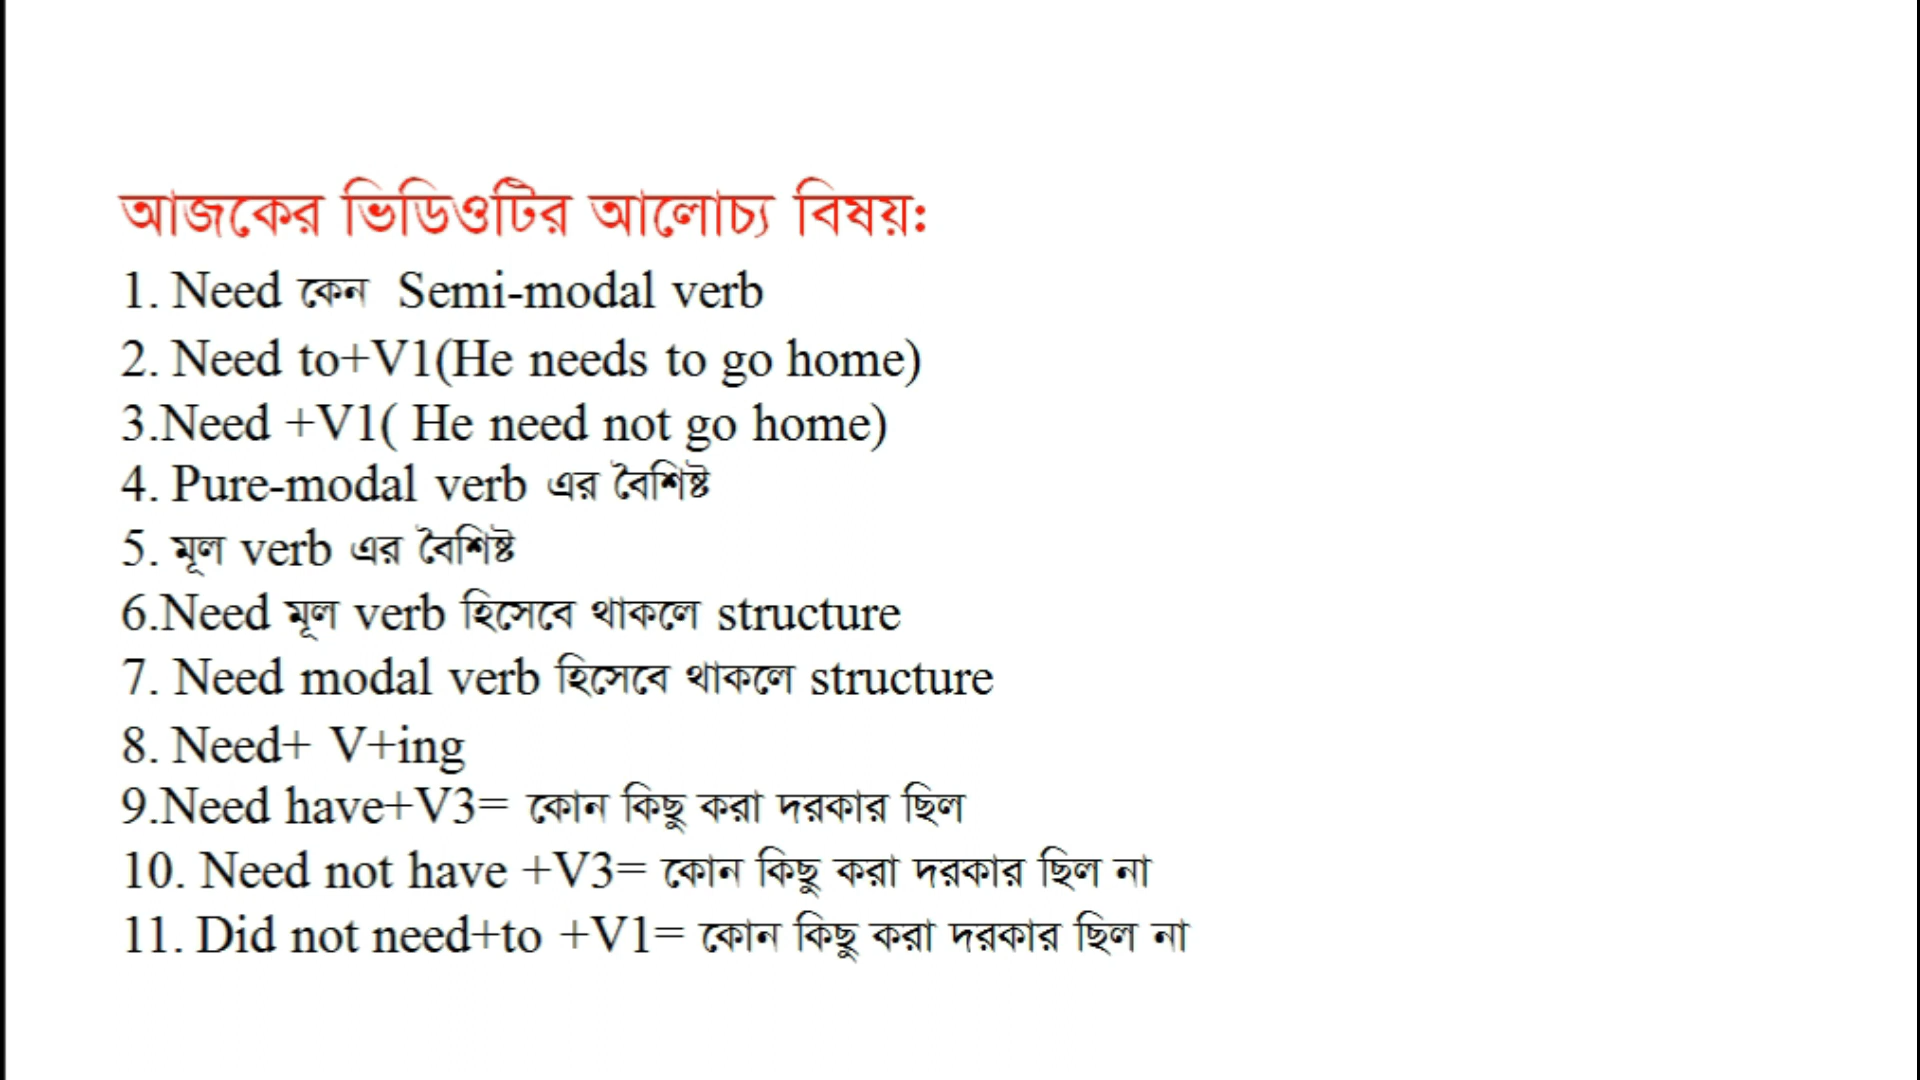 আজকের ভিডিওটির আলোচ্য বিষয়:
1. Need কেন Semi-modal verb
2. Need to+V1(He needs to go home)
3.Need +V1( He need not go home)
4. Pure-modal verb এর বৈশিষ্ট
5. মূল verb এর বৈশিষ্ট
6.Need মূল verb হিসেবে থাকলে structure
7. Need modal verb হিসেবে থাকলে structure
8. Need+ V+ing
9.Need have+V3= কোন কিছু করা দরকার ছিল
10. Need not have +V3= কোন কিছু করা দরকার ছিল না
11. Did not need+to +V1= কোন কিছু করা দরকার ছিল না